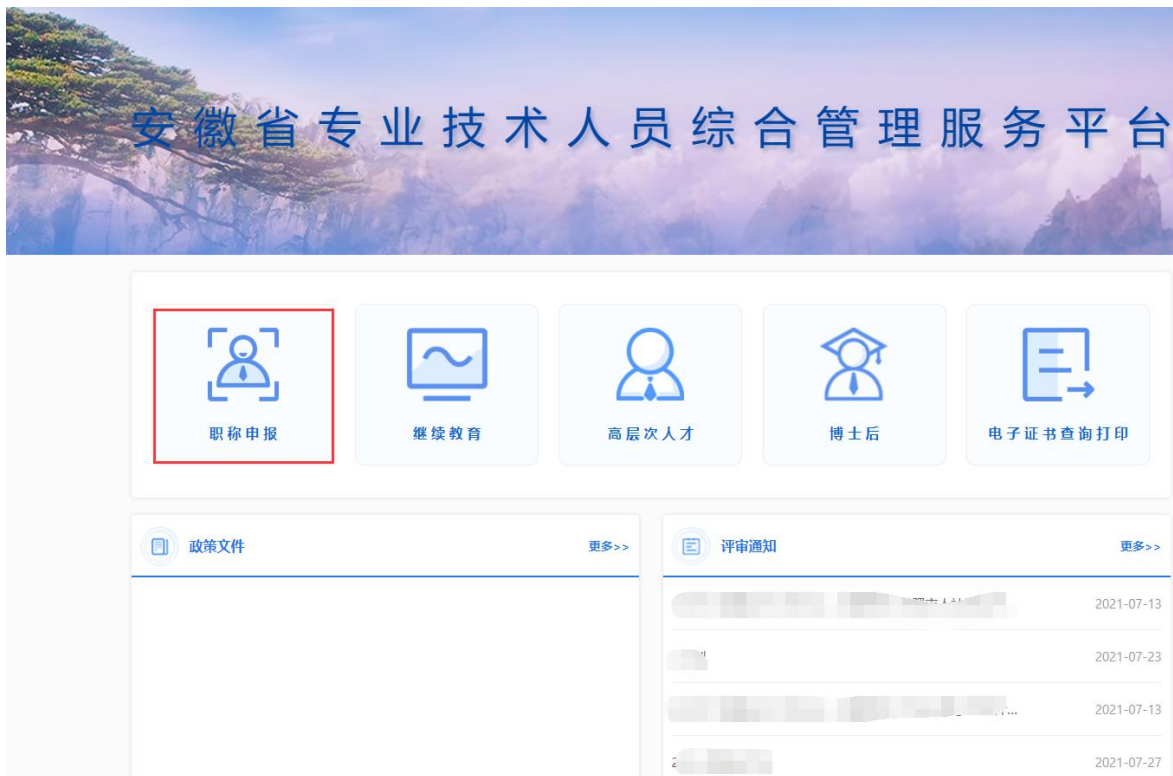 安徽省专业技术人员综合管理服务平台
职称申报
继续教育
高层次人才
博士后
电子证书查询打印
政策文件
更多>>
评审通知
更多>>
2021-07-13
2021-07-23
2021-07-13
2021-07-27